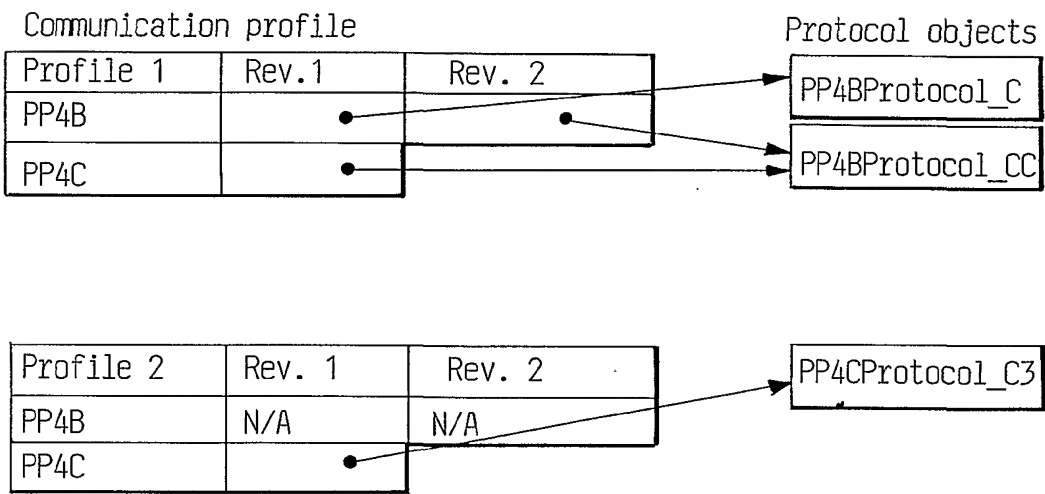 Communication profile
Protocol objects
Profile 1 Rev.1 Rev. 2
PP4BProtocol_C
PP4B
PP4BProtocol_CC
PP4C
Profile 2 Rev. 1 Rev. 2
PP4CProtocol_C3
PP4B N/A N/A
PP4C